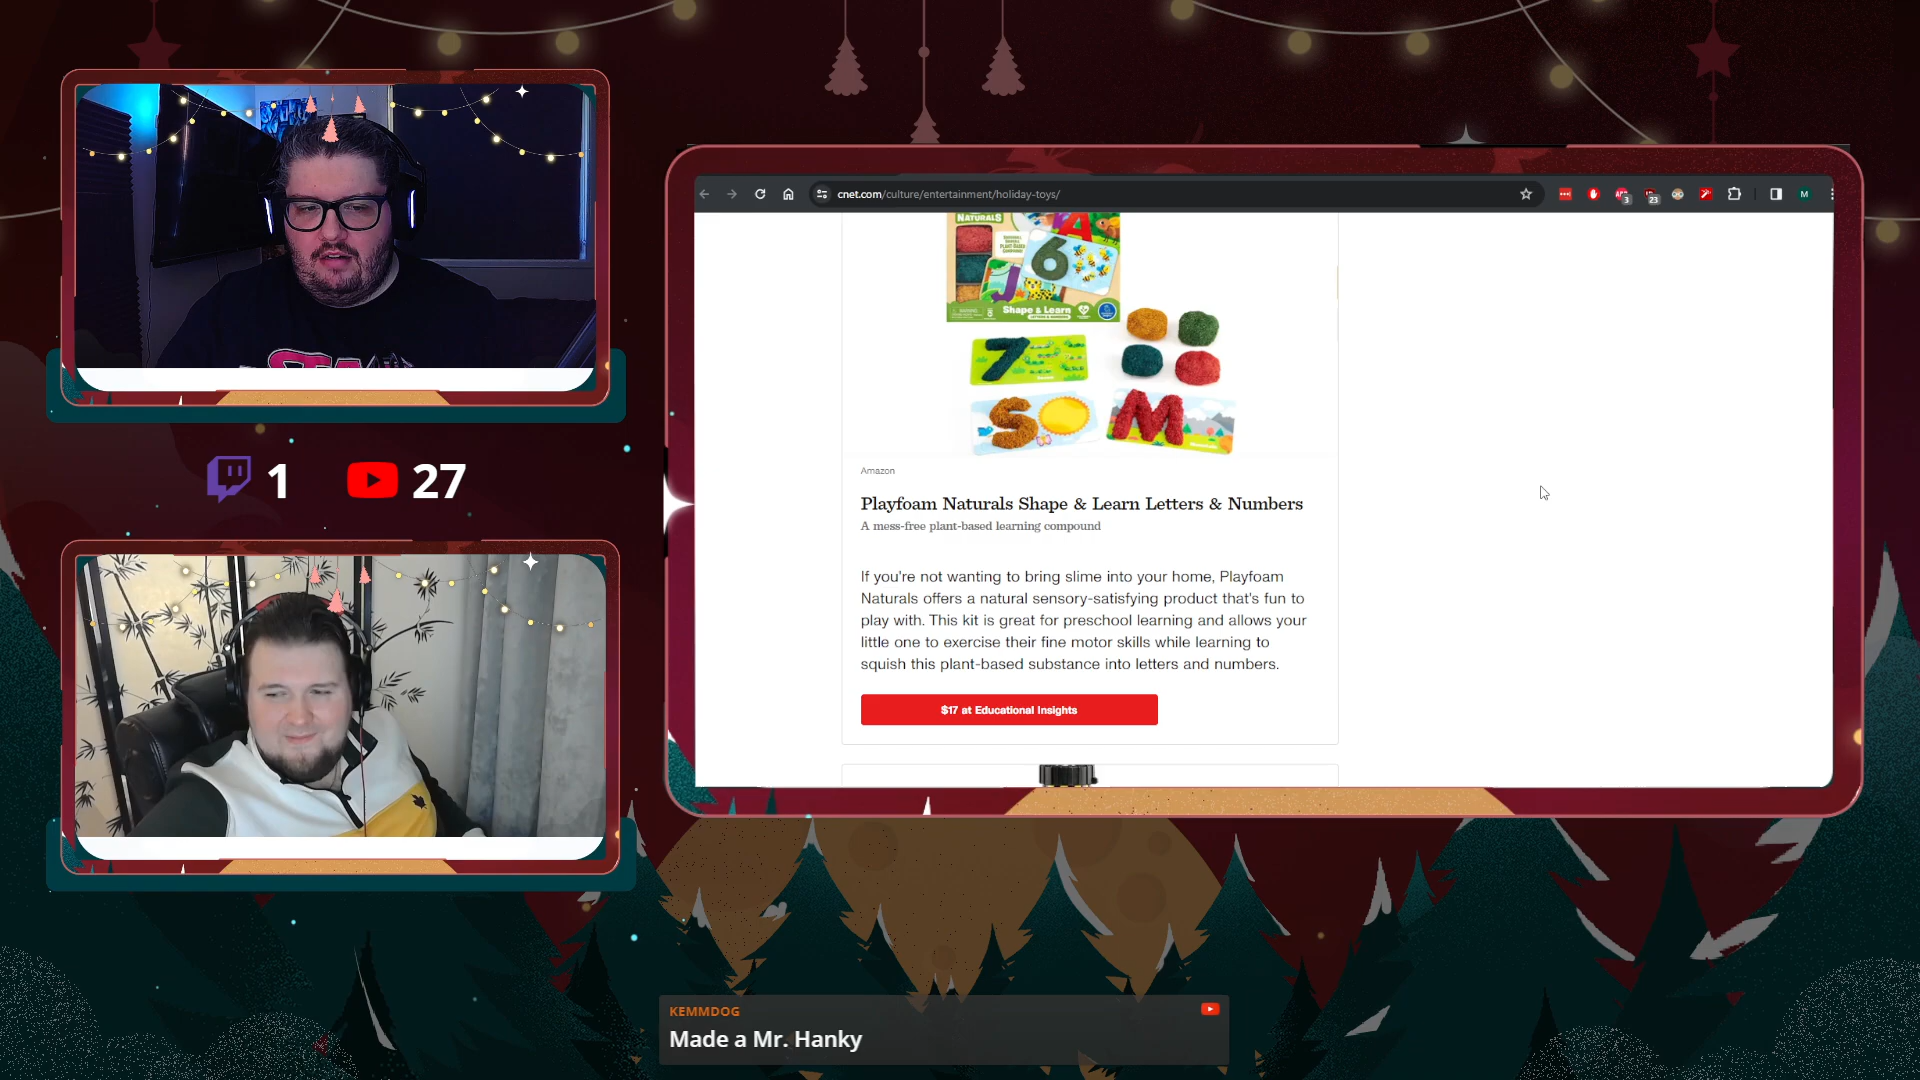 1
27
cnet.com/culture/entertainment/holiday-toys/
3
23
M
NATURALS
A
6
J
Shape & Learn
7
S
M
Amazon
Playfoam Naturals Shape & Learn Letters & Numbers
A mess-free plant-based learning compound
If you're not wanting to bring slime into your home, Playfoam
Naturals offers a natural sensory-satisfying product that's fun to
play with. This kit is great for preschool learning and allows your
little one to exercise their fine motor skills while learning to
squish this plant-based substance into letters and numbers.
$17 at Educational Insights
KEMMDOG
Made a Mr. Hanky